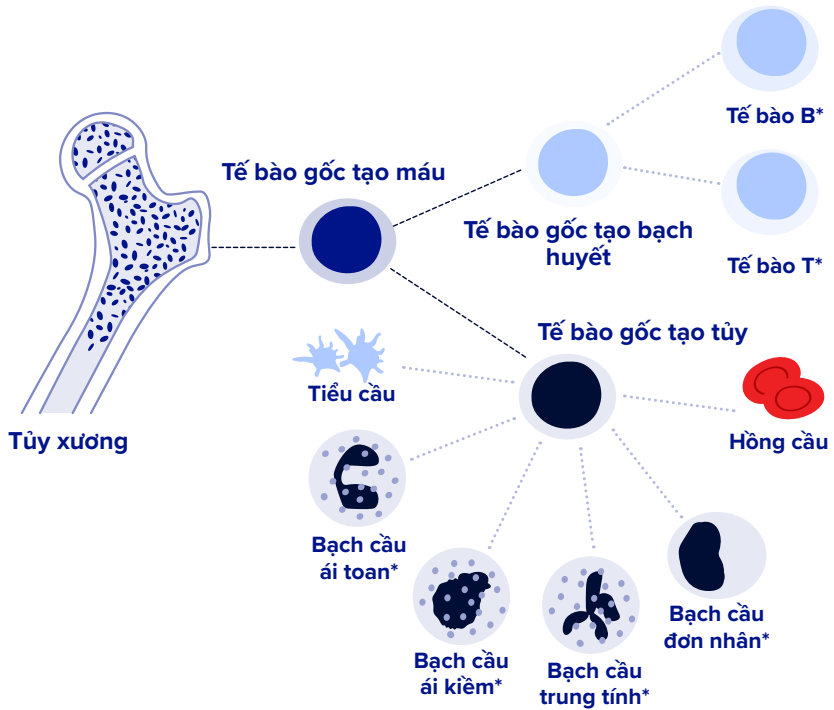 Tế bào B*
Tế bào gốc tạo máu
Tế bào gốc tạo bạch
huyết
Tế bào T*
Tế bào gốc tạo tủy
Tiểu cầu
Tủy xương
Hồng cầu
Bạch cầu
ái toan*
Bạch cầu
ái kiềm*
Bạch cầu
trung tính*
Bạch cầu
đơn nhân*